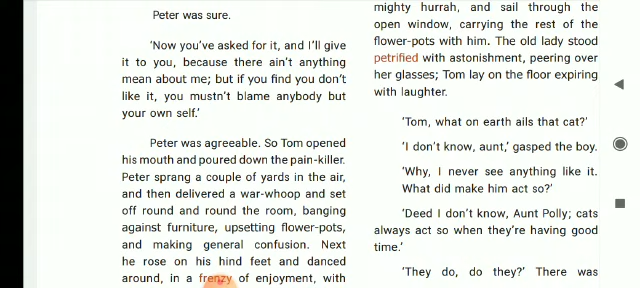 Peter was sure.
'Now you've asked for it, and I'll give
it to you, because there ain't anything
mean about me; but if you find you don't
like it, you mustn't blame anybody but
your own self.'
Peter was agreeable. So Tom opened
his mouth and poured down the pain-killer.
Peter sprang a couple of yards in the air,
and then delivered a war-whoop and set
off round and round the room, banging
against furniture, upsetting flower-pots,
and making general confusion. Next
he rose on his hind feet and danced
around, in a frenzy of enjoyment, with
mighty hurrah, and sail through the
open window, carrying the rest of the
flower-pots with him. The old lady stood
petrified with astonishment, peering over
her glasses; Tom lay on the floor expiring
with laughter.
'Tom, what on earth ails that cat?'
'I don't know, aunt,' gasped the boy.
'Why, I never see anything like it.
What did make him act so?'
'Deed I don't know, Aunt Polly; cats
always act so when they're having good
time.'
'They do, do they?' There was